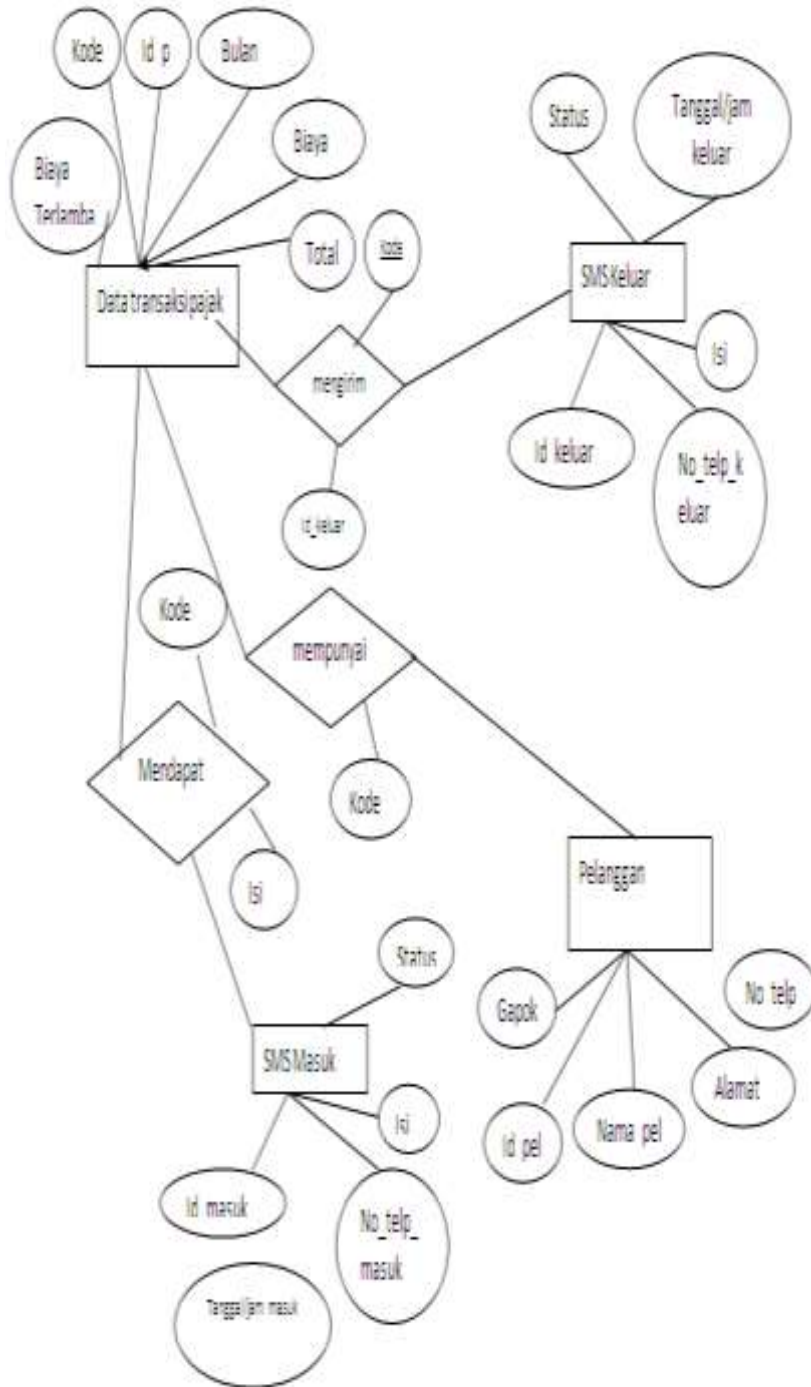 Kode
Id p
Bulan
Biaya
Terlamba
Biaya
Total
Kode
Status
Tanggal/jam
keluar
Data transaksi pajak
SMS Keluar
mengirim
Isi
Id keluar
No_telp_k
eluar
Id_keluar
Kode
mempunyai
Mendapat
Kode
Isi
Pelanggan
Status
No telp
Gapok
SMS Masuk
Alamat
Isi
Id pel
Nama pel
Id masuk
No_telp_
masuk
Tanggal/jam masuk